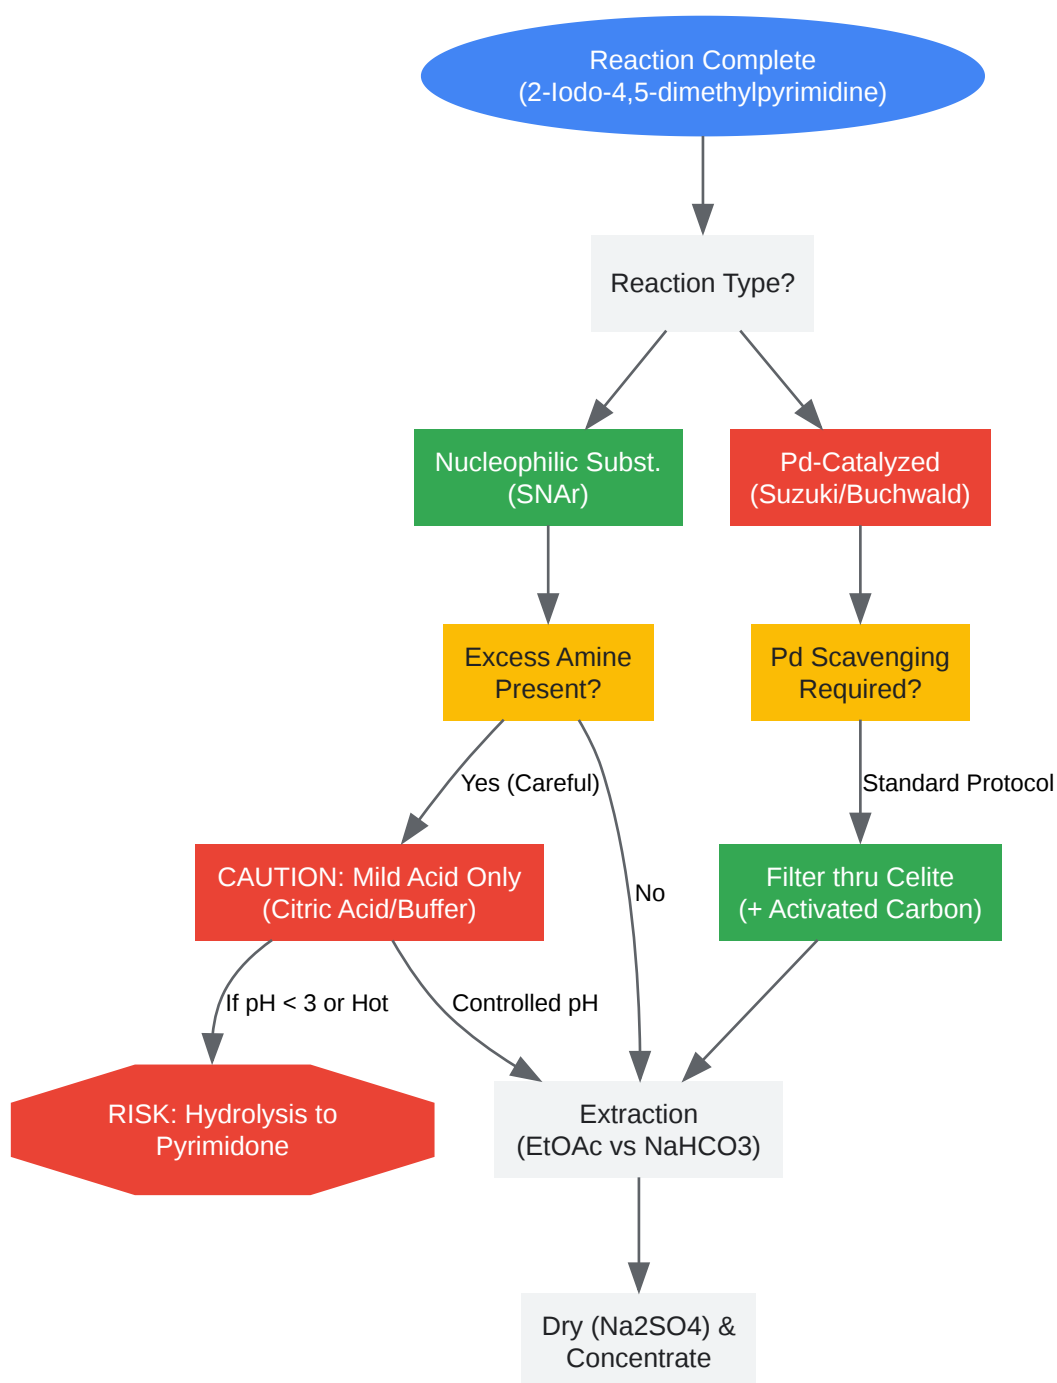 Reaction Complete
(2-Iodo-4,5-dimethylpyrimidine)
Reaction Type?
Nucleophilic Subst.
(SNAr)
Pd-Catalyzed
(Suzuki/Buchwald)
Excess Amine
Present?
Pd Scavenging
Required?
Yes (Careful)
Standard Protocol
CAUTION: Mild Acid Only
(Citric Acid/Buffer)
No
Filter thru Celite
(+ Activated Carbon)
If pH < 3 or Hot
Controlled pH
RISK: Hydrolysis to
Pyrimidone
Extraction
(EtOAc vs NaHCO3)
Dry (Na2SO4) &
Concentrate